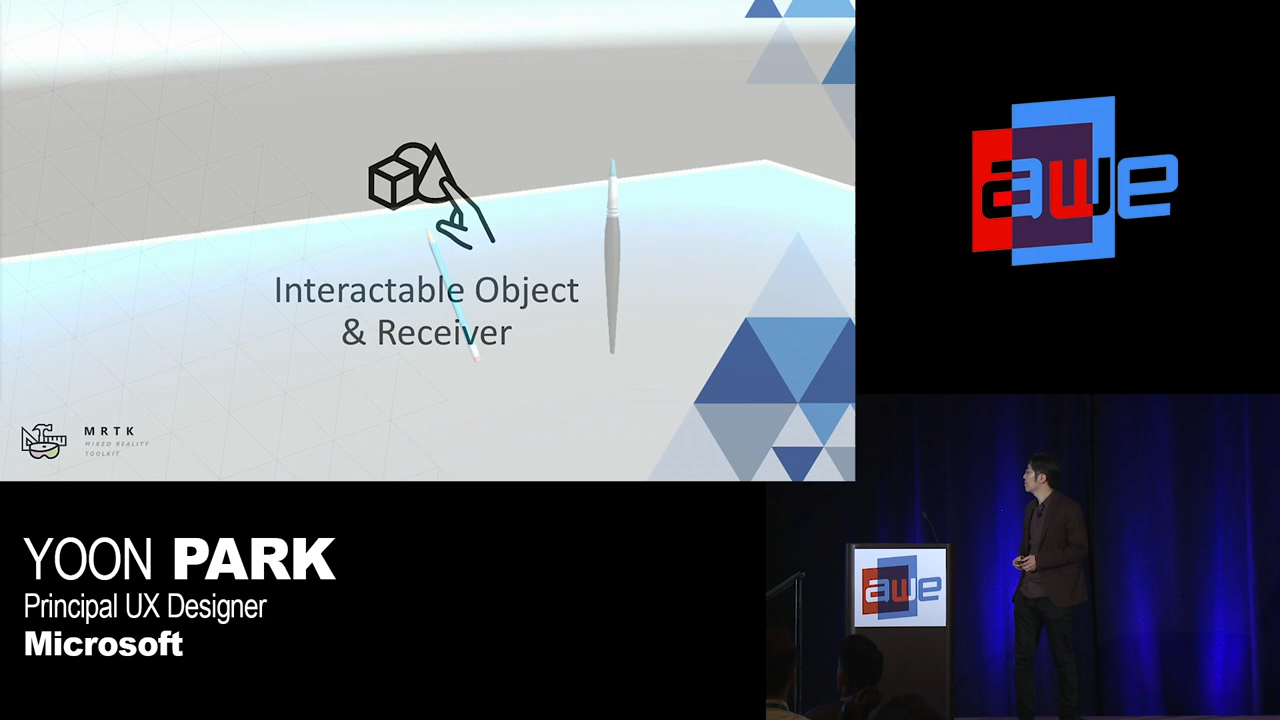 Interactable Object
& Receiver
MRTK
MIXED REALITY
TOOLKIT
awe
YOON PARK
Principal UX Designer
Microsoft
awe